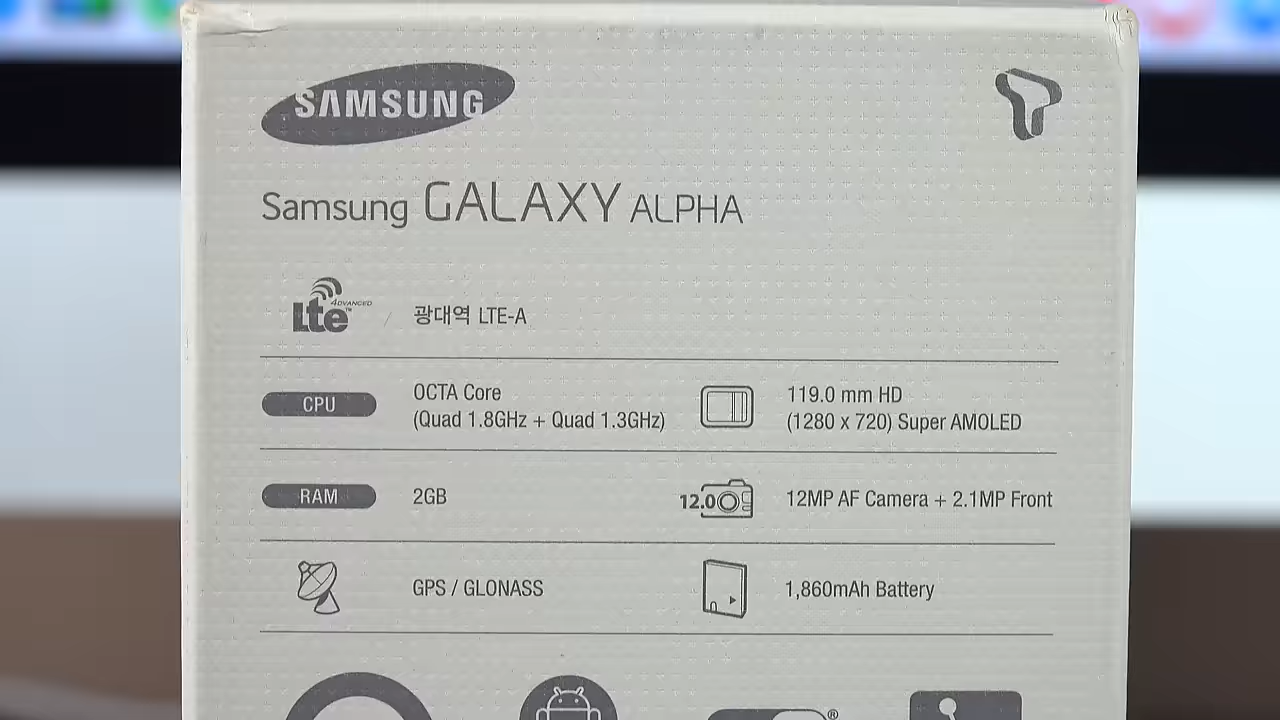 SAMSUNG
Samsung GALAXY ALPHA
LTE 4DVANCED™
광대역 LTE-A
CPU
OCTA Core
(Quad 1.8GHz + Quad 1.3GHz)
119.0 mm HD
(1280 x 720) Super AMOLED
RAM
2GB
12.0
12MP AF Camera + 2.1MP Front
GPS / GLONASS
1,860mAh Battery
®